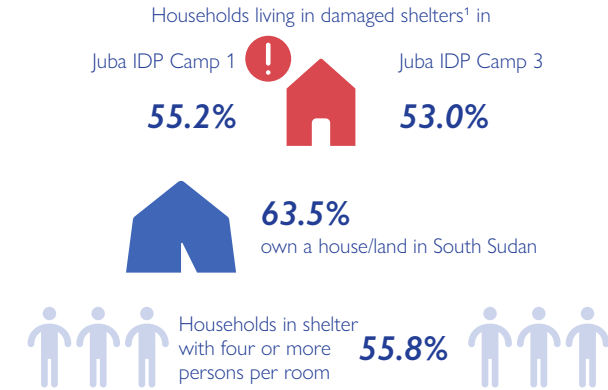 Households living in damaged shelters¹ in
Juba IDP Camp 1
Juba IDP Camp 3
55.2%
53.0%
63.5%
own a house/land in South Sudan
Households in shelter
with four or more
persons per room
55.8%